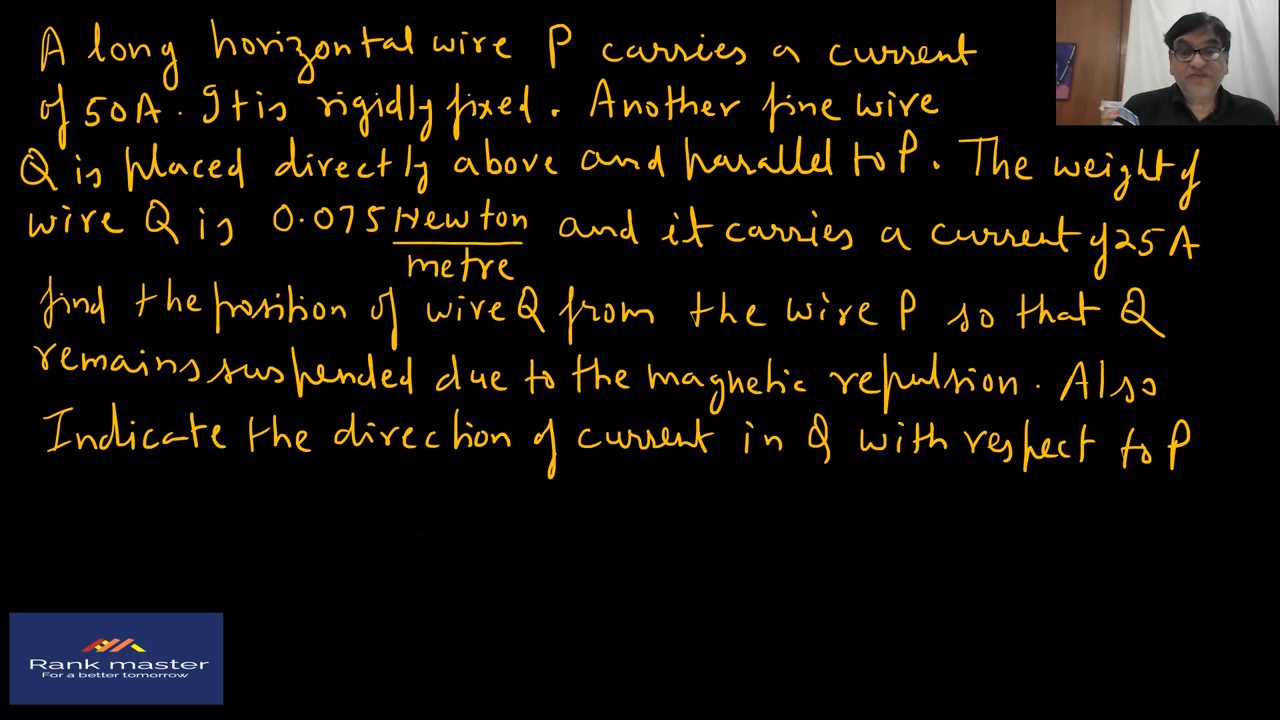 A long horizontal wire P carries a current
of 50A. It is rigidly fixed. Another fine wire
Q is placed directly above and parallel to P. The weight of
wire Q is 0.075 Newton/metre and it carries a current of 25 A
find the position of wire Q from the wire P so that Q
remains suspended due to the magnetic repulsion. Also
Indicate the direction of current in Q with respect to P
Rank master
For a better tomorrow